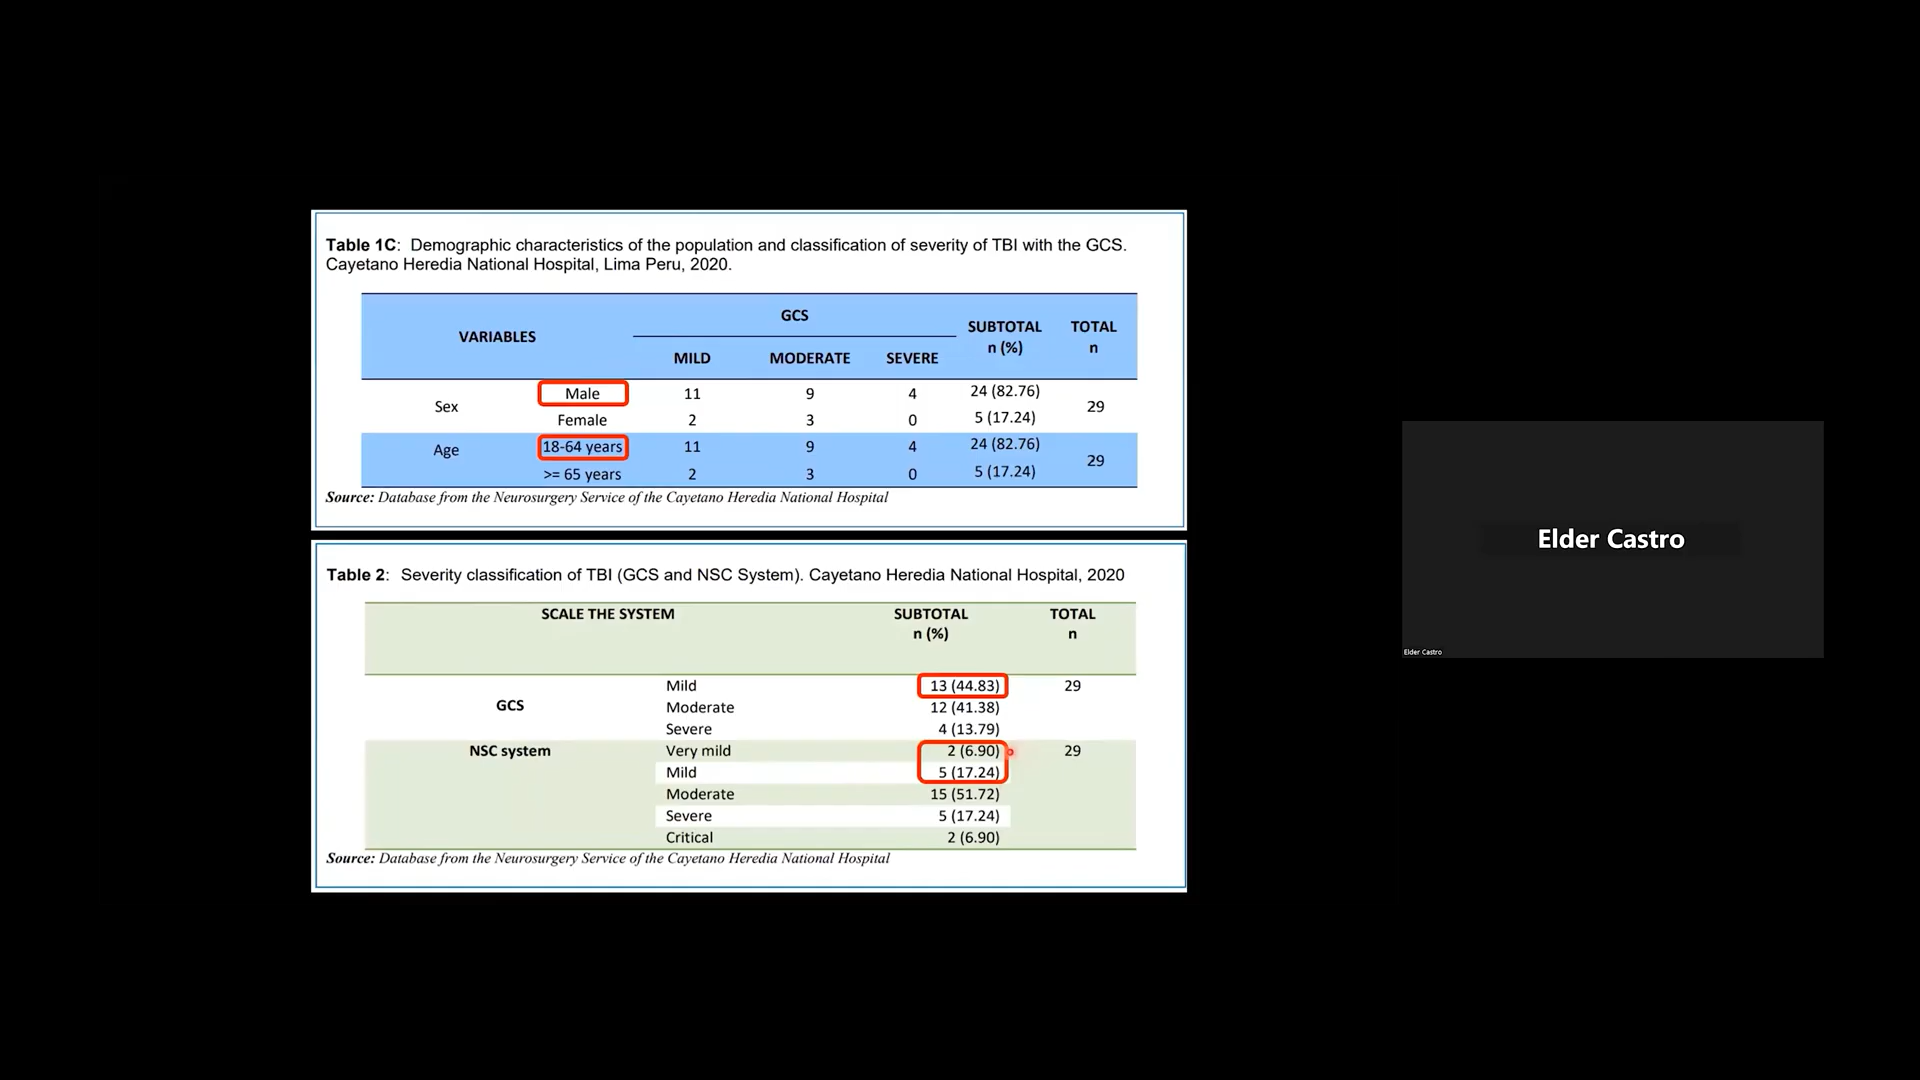 Table 1C: Demographic characteristics of the population and classification of severity of TBI with the GCS.
Cayetano Heredia National Hospital, Lima Peru, 2020.
VARIABLES GCS SUBTOTAL n (%) TOTAL n
MILD MODERATE SEVERE
Sex Male 11 9 4 24 (82.76) 29
Female 2 3 0 5 (17.24)
Age 18-64 years 11 9 4 24 (82.76) 29
>= 65 years 2 3 0 5 (17.24)
Source: Database from the Neurosurgery Service of the Cayetano Heredia National Hospital
Table 2: Severity classification of TBI (GCS and NSC System). Cayetano Heredia National Hospital, 2020
SCALE THE SYSTEM SUBTOTAL TOTAL
n (%) n
GCS Mild 13 (44.83) 29
Moderate 12 (41.38)
Severe 4 (13.79)
NSC system Very mild 2 (6.90) 29
Mild 5 (17.24)
Moderate 15 (51.72)
Severe 5 (17.24)
Critical 2 (6.90)
Source: Database from the Neurosurgery Service of the Cayetano Heredia National Hospital
Elder Castro
Elder Castro